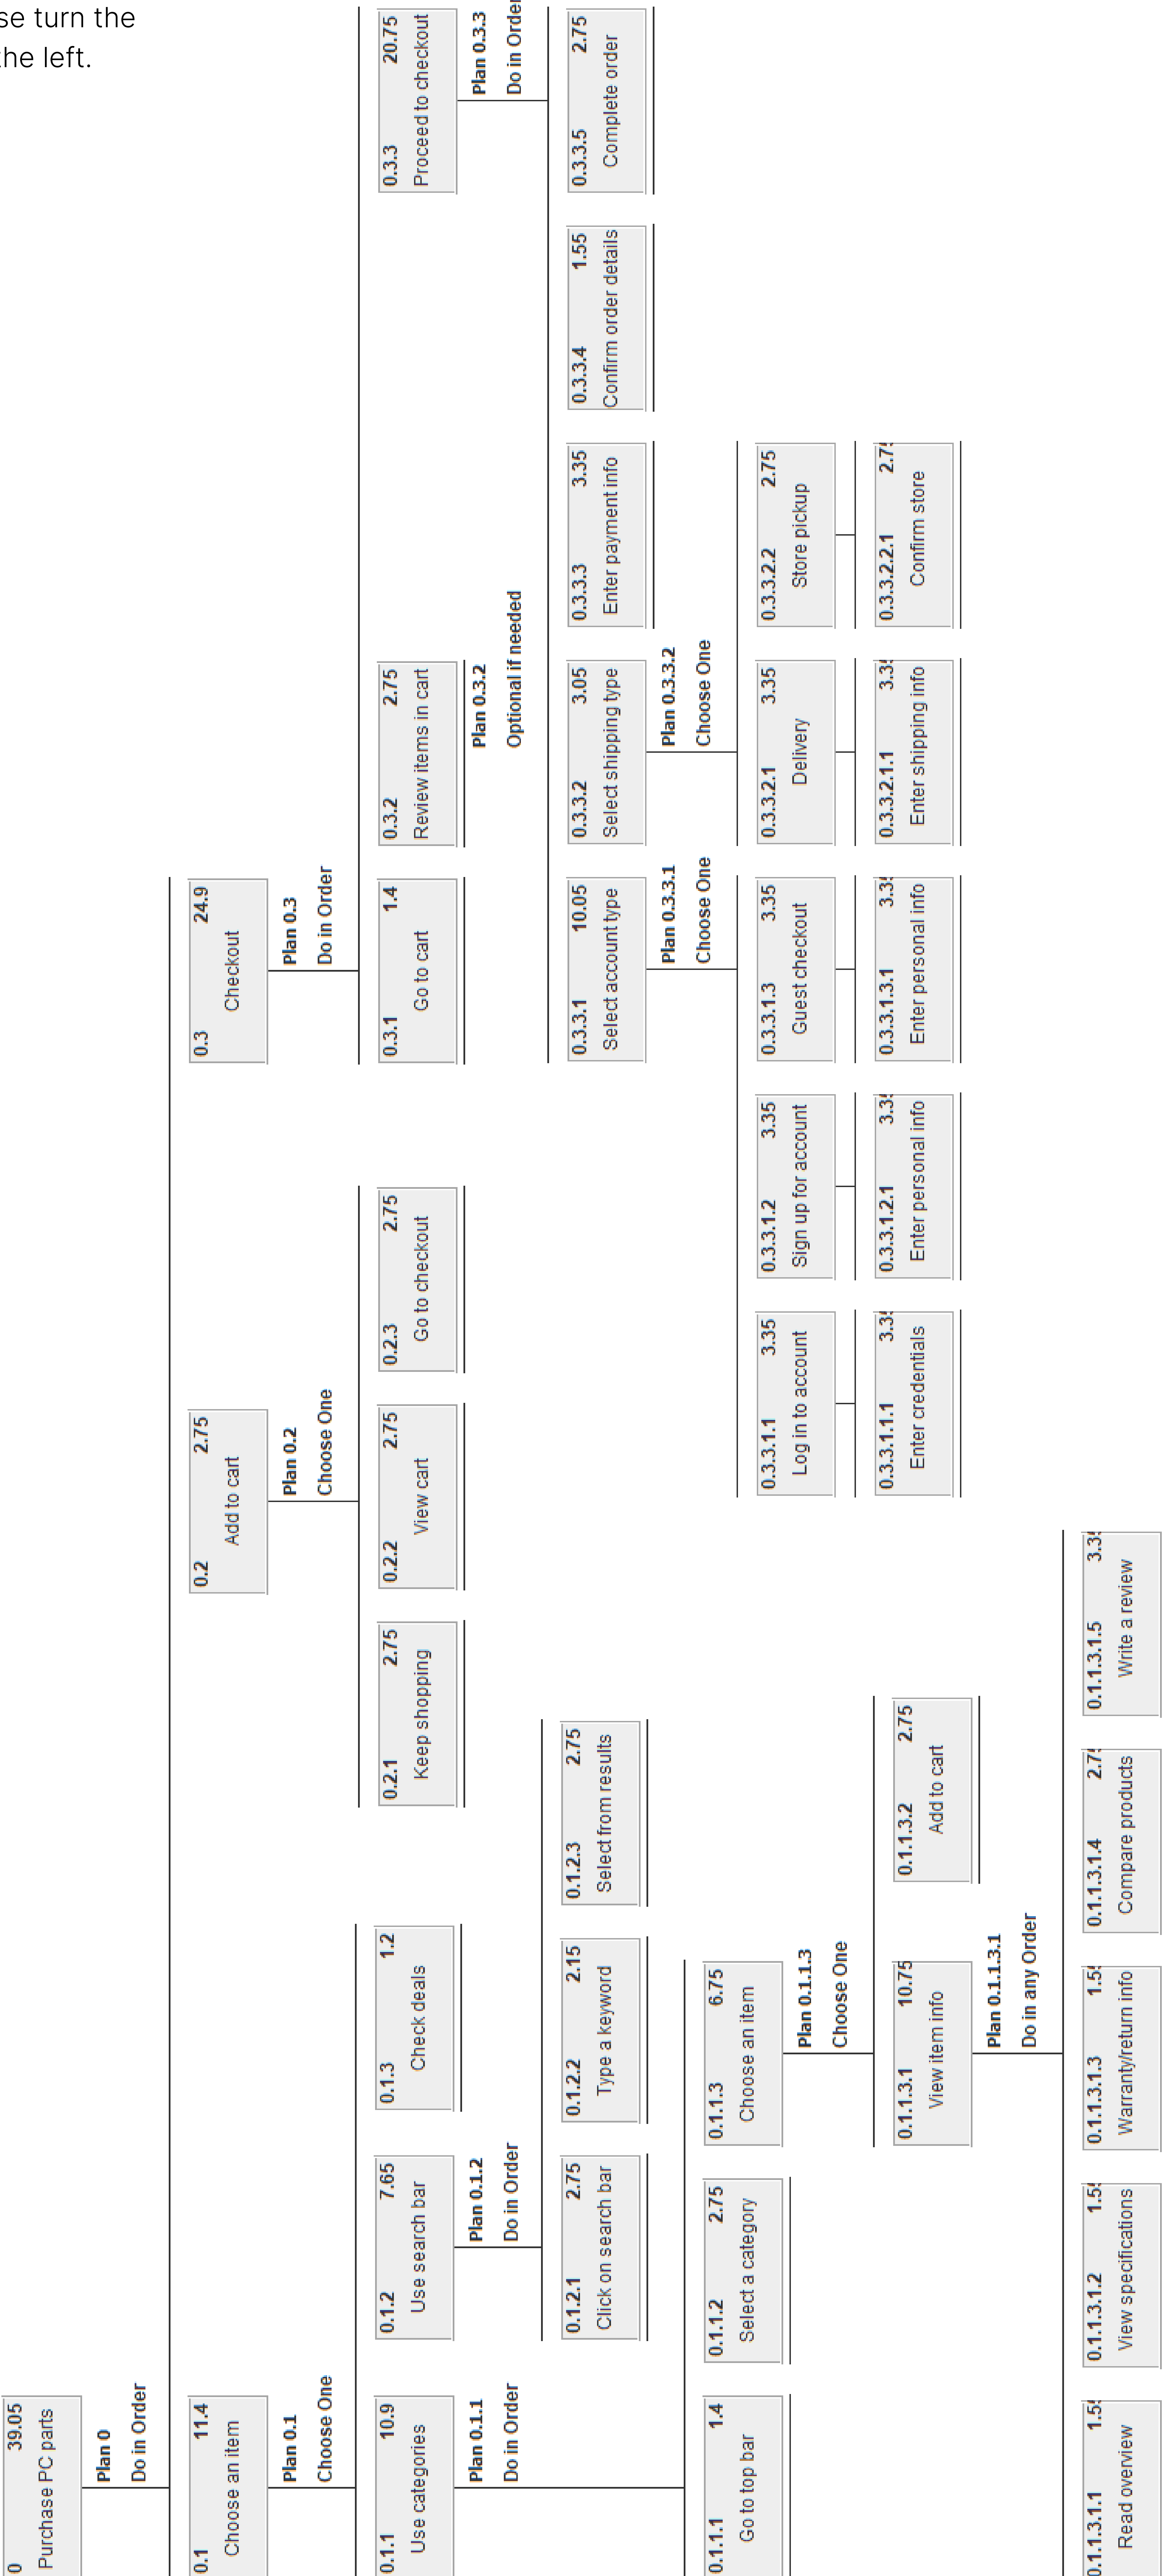 se turn the
he left.
0 39.05
Purchase PC parts
Plan 0
Do in Order
0.1 11.4
Choose an item
Plan 0.1
Choose One
0.2 2.75
Add to cart
Plan 0.2
Choose One
0.3 24.9
Checkout
Plan 0.3
Do in Order
0.1.1 10.9
Use categories
Plan 0.1.1
Do in Order
0.1.2 7.65
Use search bar
Plan 0.1.2
Do in Order
0.1.3 1.2
Check deals
0.2.1 2.75
Keep shopping
0.2.2 2.75
View cart
0.2.3 2.75
Go to checkout
0.3.1 1.4
Go to cart
0.3.2 2.75
Review items in cart
Plan 0.3.2
Optional if needed
0.3.3 20.75
Proceed to checkout
Plan 0.3.3
Do in Order
0.1.2.1 2.75
Click on search bar
0.1.2.2 2.15
Type a keyword
0.1.2.3 2.75
Select from results
0.3.3.1 10.05
Select account type
Plan 0.3.3.1
Choose One
0.3.3.2 3.05
Select shipping type
Plan 0.3.3.2
Choose One
0.3.3.3 3.35
Enter payment info
0.3.3.4 1.55
Confirm order details
0.3.3.5 2.75
Complete order
0.1.1.1 1.4
Go to top bar
0.1.1.2 2.75
Select a category
0.1.1.3 6.75
Choose an item
Plan 0.1.1.3
Choose One
0.3.3.1.1 3.35
Log in to account
0.3.3.1.2 3.35
Sign up for account
0.3.3.1.3 3.35
Guest checkout
0.3.3.2.1 3.35
Delivery
0.3.3.2.2 2.75
Store pickup
0.3.3.1.1.1
Enter credentials
0.3.3.1.2.1
Enter personal info
0.3.3.1.3.1
Enter personal info
0.3.3.2.1.1
Enter shipping info
0.3.3.2.2.1
Confirm store
0.1.1.3.1 10.75
View item info
Plan 0.1.1.3.1
Do in any Order
0.1.1.3.2 2.75
Add to cart
0.1.1.3.1.1
Read overview
0.1.1.3.1.2
View specifications
0.1.1.3.1.3
Warranty/return info
0.1.1.3.1.4
Compare products
0.1.1.3.1.5
Write a review